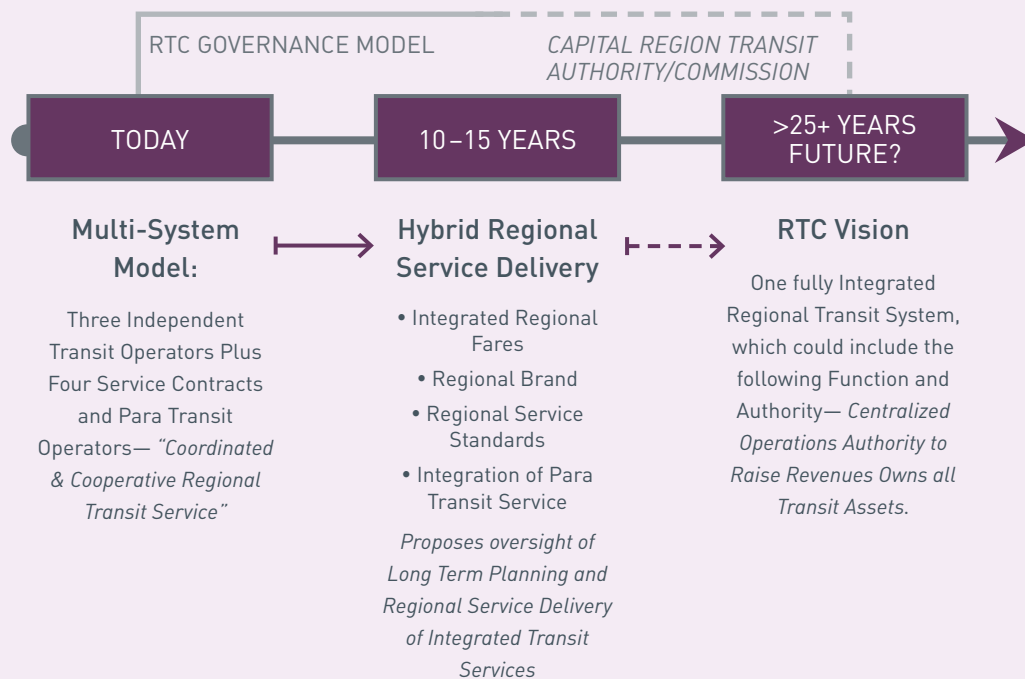 RTC GOVERNANCE MODEL
CAPITAL REGION TRANSIT
AUTHORITY/COMMISSION
TODAY
10–15 YEARS
>25+ YEARS
FUTURE?
Multi-System
Model:
Three Independent
Transit Operators Plus
Four Service Contracts
and Para Transit
Operators— “Coordinated
& Cooperative Regional
Transit Service”
Hybrid Regional
Service Delivery
• Integrated Regional
Fares
• Regional Brand
• Regional Service
Standards
• Integration of Para
Transit Service
Proposes oversight of
Long Term Planning and
Regional Service Delivery
of Integrated Transit
Services
RTC Vision
One fully Integrated
Regional Transit System,
which could include the
following Function and
Authority— Centralized
Operations Authority to
Raise Revenues Owns all
Transit Assets.